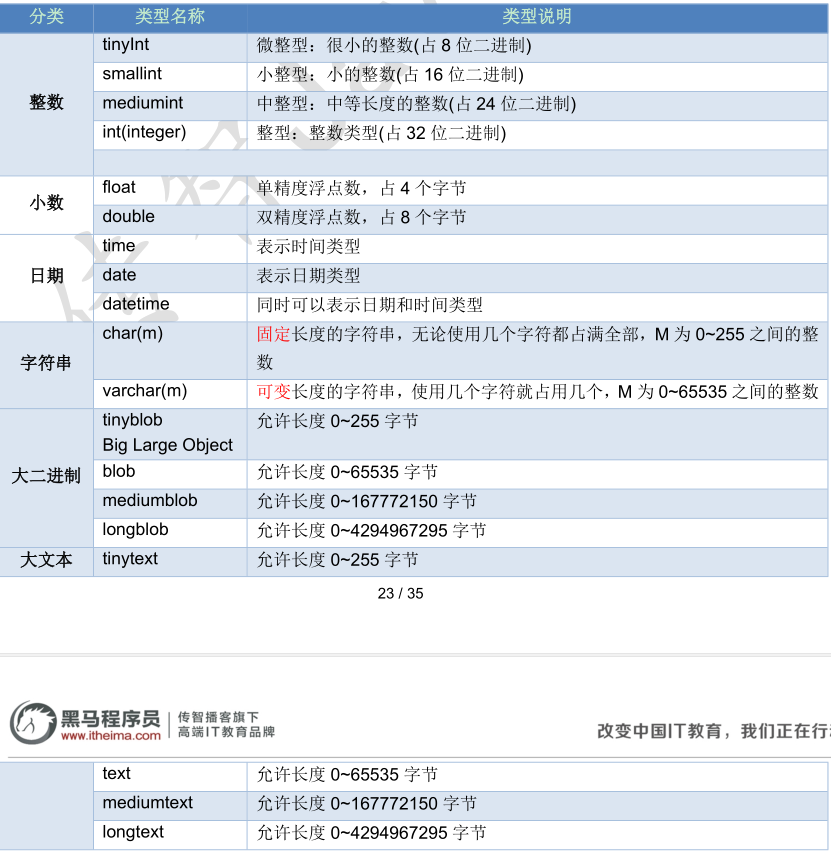 分类 类型名称 类型说明
整数 tinyInt 微整型：很小的整数(占 8 位二进制)
smallint 小整型：小的整数(占 16 位二进制)
mediumint 中整型：中等长度的整数(占 24 位二进制)
int(integer) 整型：整数类型(占 32 位二进制)
小数 float 单精度浮点数，占 4 个字节
double 双精度浮点数，占 8 个字节
日期 time 表示时间类型
date 表示日期类型
datetime 同时可以表示日期和时间类型
字符串 char(m) 固定长度的字符串，无论使用几个字符都占满全部，M 为 0~255 之间的整
数
varchar(m) 可变长度的字符串，使用几个字符就占用几个，M 为 0~65535 之间的整数
大二进制 tinyblob 允许长度 0~255 字节
Big Large Object
blob 允许长度 0~65535 字节
mediumblob 允许长度 0~167772150 字节
longblob 允许长度 0~4294967295 字节
大文本 tinytext 允许长度 0~255 字节
23 / 35
黑马程序员 传智播客旗下
www.itheima.com 高端IT教育品牌
改变中国IT教育，我们正在行
text 允许长度 0~65535 字节
mediumtext 允许长度 0~167772150 字节
longtext 允许长度 0~4294967295 字节